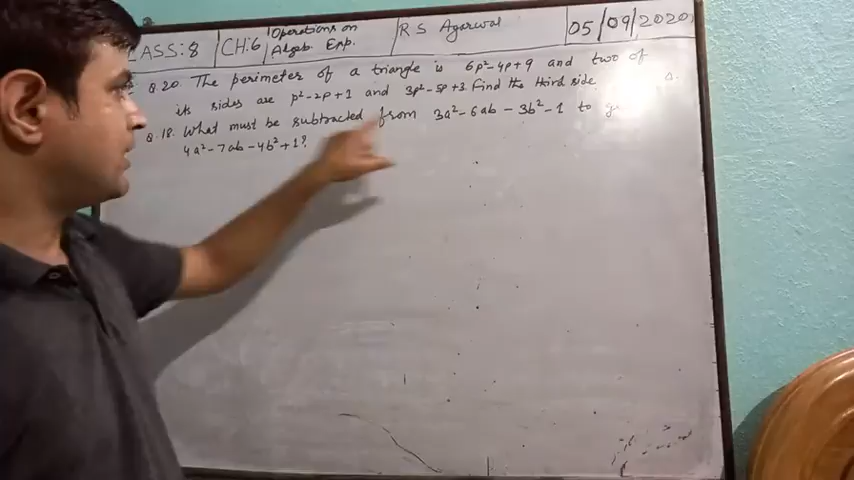 LASS:8 | CH:6 | Operations on Algeb. Exp. | R S Agarwal | 05/09/2020
Q 20. The perimeter of a triangle is 6p²-4p+9 and two of
its sides are p²-2p+1 and 3p²-5p+3. Find the third side
Q. 18. What must be subtracted from 3a²-6ab-3b²-1 to g
4a²-7ab-4b²+1?